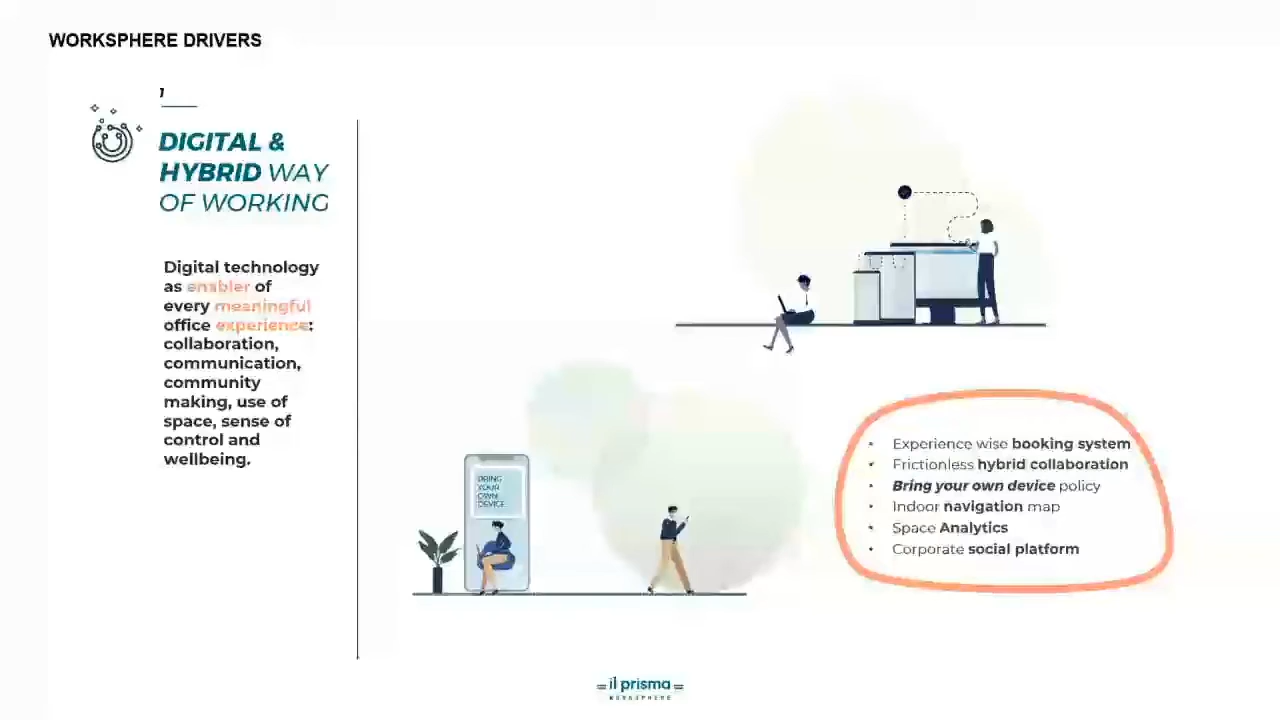 WORKSPHERE DRIVERS
1
DIGITAL &
HYBRID WAY
OF WORKING
Digital technology
as enabler of
every meaningful
office experience:
collaboration,
communication,
community
making, use of
space, sense of
control and
wellbeing.
BRING
YOUR
OWN
DEVICE
• Experience wise booking system
• Frictionless hybrid collaboration
• Bring your own device policy
• Indoor navigation map
• Space Analytics
• Corporate social platform
il prisma
WORKSPHERE